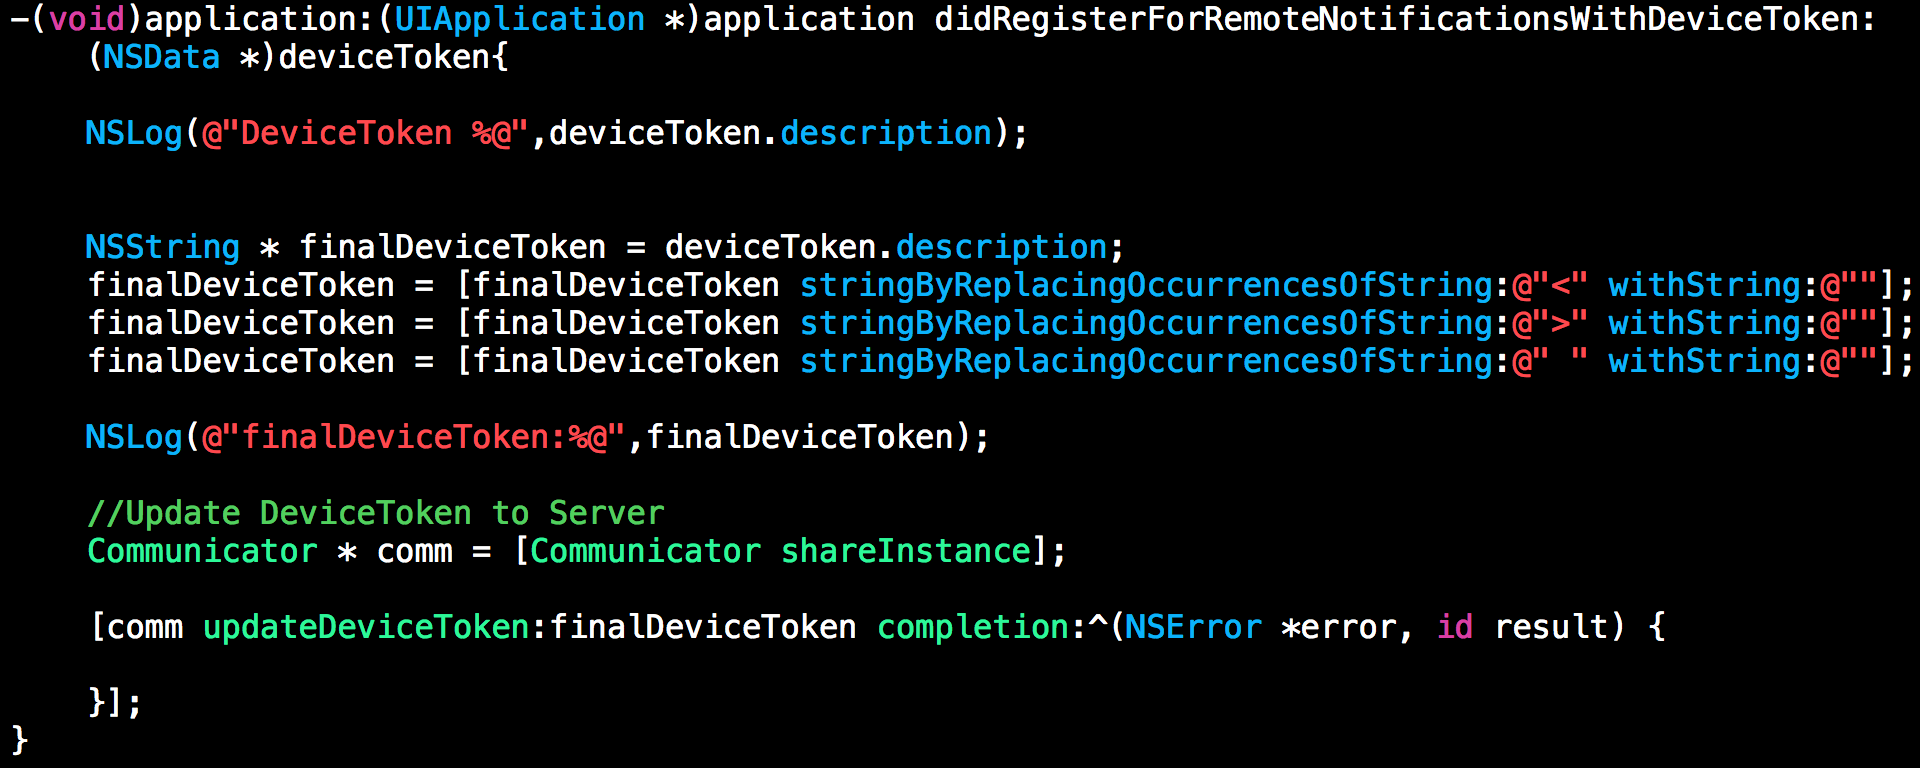 -(void)application:(UIApplication *)application didRegisterForRemoteNotificationsWithDeviceToken:
(NSData *)deviceToken{
NSLog(@"DeviceToken %@",deviceToken.description);
NSString * finalDeviceToken = deviceToken.description;
finalDeviceToken = [finalDeviceToken stringByReplacingOccurrencesOfString:@"<" withString:@""];
finalDeviceToken = [finalDeviceToken stringByReplacingOccurrencesOfString:@">" withString:@""];
finalDeviceToken = [finalDeviceToken stringByReplacingOccurrencesOfString:@" " withString:@""];
NSLog(@"finalDeviceToken:%@",finalDeviceToken);
//Update DeviceToken to Server
Communicator * comm = [Communicator shareInstance];
[comm updateDeviceToken:finalDeviceToken completion:^(NSError *error, id result) {
}];
}